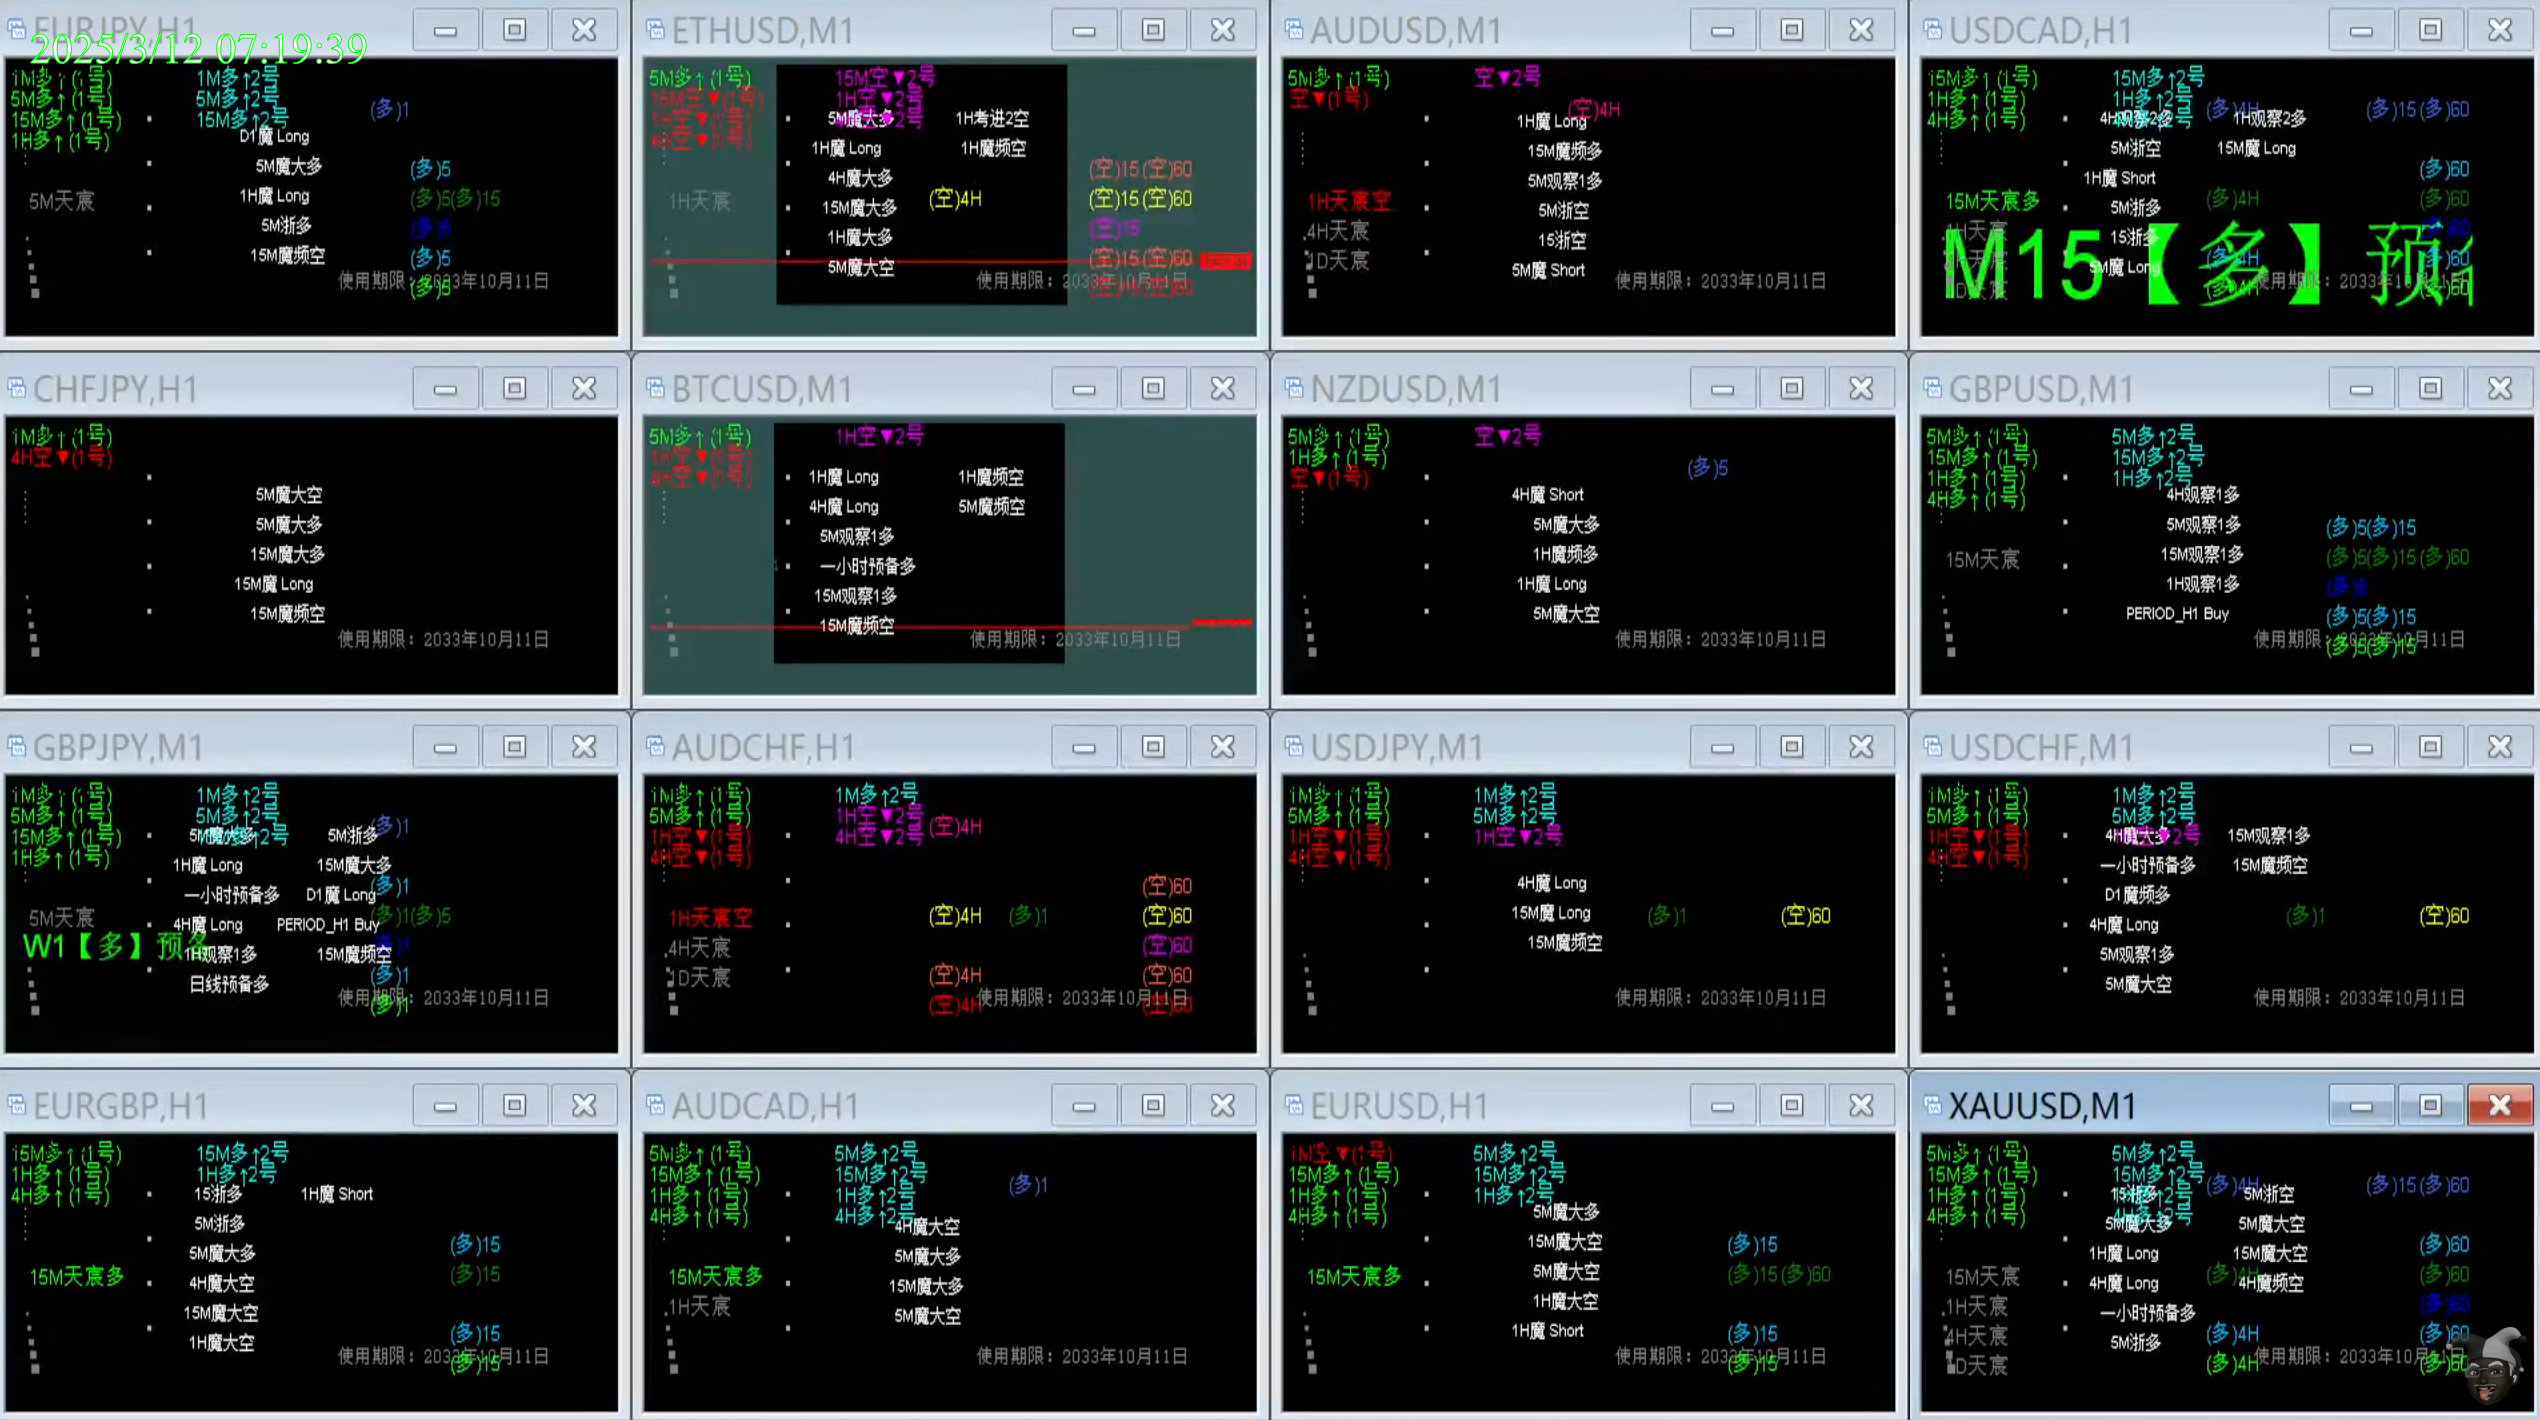 EURJPY,H1
2025/3/12 07:19:39
1M多↑(1号) 1M多↑2号
5M多↑(1号) 5M多↑2号 (多)1
15M多↑(1号) 15M多↑2号
1H多↑(1号) D1魔 Long
5M魔大多 (多)5
5M天宸 1H魔 Long (多)5(多)15
5M浙多 (多)5
15M魔频空 (多)5
使用期限：2033年10月11日
(多)5
ETHUSD,M1
5M多↑(1号) 15M空▼2号
15M空▼(1号) 1H空▼2号
1H空▼(1号) 5M魔大多 1H考进2空
1H魔 Long 1H魔频空
4H魔大多 (空)15(空)60
1H天宸 15M魔大多 (空)4H (空)15(空)60
1H魔大多 (空)15
5M魔大空 (空)15(空)60
使用期限：2033年10月11日
AUDUSD,M1
5M多↑(1号) 空▼2号
空▼(1号) (空)4H
1H魔 Long
15M魔频多
5M观察1多
1H天宸空 5M浙空
4H天宸 15浙空
1D天宸 5M魔 Short
使用期限：2033年10月11日
USDCAD,H1
15M多↑(1号) 15M多↑2号
1H多↑(1号) 1H多↑2号 (多)4H (多)15(多)60
4H多↑(1号) 4H观察2多 1H观察2多
5M浙空 15M魔 Long
1H魔 Short (多)60
15M天宸多 5M浙多 (多)4H (多)60
15浙多
M15【多】预
5M魔 Long
CHFJPY,H1
1M多↑(1号)
4H空▼(1号)
5M魔大空
5M魔大多
15M魔大多
15M魔 Long
15M魔频空
使用期限：2033年10月11日
BTCUSD,M1
5M多↑(1号) 1H空▼2号
1H空▼(1号) 1H魔 Long 1H魔频空
4H魔 Long 5M魔频空
5M观察1多
一小时预备多
15M观察1多
15M魔频空
使用期限：2033年10月11日
NZDUSD,M1
5M多↑(1号) 空▼2号
1H多↑(1号) (多)5
空▼(1号)
4H魔 Short
5M魔大多
1H魔频多
1H魔 Long
5M魔大空
使用期限：2033年10月11日
GBPUSD,M1
5M多↑(1号) 5M多↑2号
15M多↑(1号) 15M多↑2号
1H多↑(1号) 1H多↑2号
4H多↑(1号) 4H观察1多
5M观察1多 (多)5(多)15
15M天宸 15M观察1多 (多)5(多)15(多)60
1H观察1多 (多)5
PERIOD_H1 Buy (多)5(多)15
使用期限：2033年10月11日
(多)5(多)15
GBPJPY,M1
1M多↑(1号) 1M多↑2号
5M多↑(1号) 5M多↑2号 (多)1
15M多↑(1号) 5M魔大多 5M浙多
1H多↑(1号) 1H魔 Long 15M魔大多
一小时预备多 D1魔 Long (多)1
5M天宸 4H魔 Long PERIOD_H1 Buy (多)1(多)5
W1【多】预备 1H观察1多 15M魔频空
日线预备多 (多)1
使用期限：2033年10月11日
(多)1
AUDCHF,H1
1M多↑(1号) 1M多↑2号
5M多↑(1号) 1H空▼2号 (空)4H
1H空▼(1号) 4H空▼2号
4H空▼(1号)
(空)60
1H天宸空 (空)4H (多)1 (空)60
4H天宸 (空)60
1D天宸 (空)4H (空)60
(空)4H 使用期限：2033年10月11日 (空)60
USDJPY,M1
1M多↑(1号) 1M多↑2号
5M多↑(1号) 5M多↑2号
1H空▼(1号) 1H空▼2号
4H空▼(1号)
4H魔 Long
15M魔 Long (多)1 (空)60
15M魔频空
使用期限：2033年10月11日
USDCHF,M1
1M多↑(1号) 1M多↑2号
5M多↑(1号) 5M多↑2号
1H空▼(1号) 4H魔大多 15M观察1多
4H空▼(1号) 一小时预备多 15M魔频空
D1魔频多
4H魔 Long (多)1 (空)60
5M观察1多
5M魔大空
使用期限：2033年10月11日
EURGBP,H1
15M多↑(1号) 15M多↑2号
1H多↑(1号) 1H多↑2号
4H多↑(1号) 15浙多 1H魔 Short
5M浙多 (多)15
5M魔大多
15M天宸多 4H魔大空 (多)15
15M魔大空
1H魔大空 (多)15
使用期限：2033年10月11日
(多)15
AUDCAD,H1
5M多↑(1号) 5M多↑2号
15M多↑(1号) 15M多↑2号 (多)1
1H多↑(1号) 1H多↑2号
4H多↑(1号) 4H多↑2号
4H魔大空
5M魔大多
15M天宸多 15M魔大多
1H天宸 5M魔大空
使用期限：2033年10月11日
EURUSD,H1
1M空▼(1号) 5M多↑2号
15M多↑(1号) 15M多↑2号
1H多↑(1号) 1H多↑2号
4H多↑(1号) 5M魔大多
15M魔大空 (多)15
15M天宸多 5M魔大空 (多)15(多)60
1H魔大空
1H魔 Short (多)15
使用期限：2033年10月11日
(多)15
XAUUSD,M1
5M多↑(1号) 5M多↑2号
15M多↑(1号) 15M多↑2号 (多)4H (多)15(多)60
1H多↑(1号) 15浙多 5M浙空
4H多↑(1号) 5M魔大多 5M魔大空
1H魔 Long 15M魔大空 (多)60
15M天宸 4H魔 Long 4H魔频空 (多)60
1H天宸 一小时预备多 (多)60
4H天宸 5M浙多 (多)4H (多)60
1D天宸 (多)4H 使用期限：2033年10月11日 (多)60